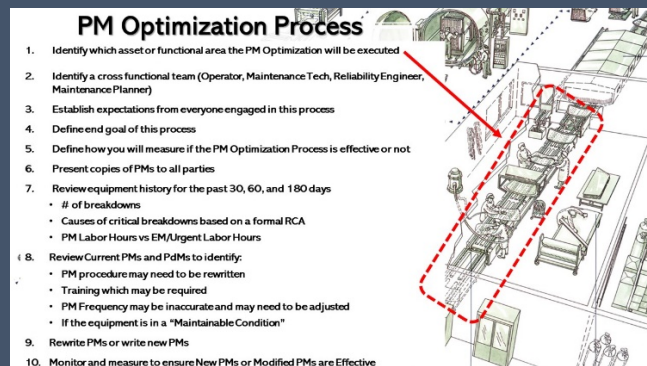 PM Optimization Process
1. Identify which asset or functional area the PM Optimization will be executed
2. Identify a cross functional team (Operator, Maintenance Tech, Reliability Engineer,
Maintenance Planner)
3. Establish expectations from everyone engaged in this process
4. Define end goal of this process
5. Define how you will measure if the PM Optimization Process is effective or not
6. Present copies of PMs to all parties
7. Review equipment history for the past 30, 60, and 180 days
• # of breakdowns
• Causes of critical breakdowns based on a formal RCA
• PM Labor Hours vs EM/Urgent Labor Hours
8. Review Current PMs and PdMs to identify:
• PM procedure may need to be rewritten
• Training which may be required
• PM Frequency may be inaccurate and may need to be adjusted
• If the equipment is in a "Maintainable Condition"
9. Rewrite PMs or write new PMs
10. Monitor and measure to ensure New PMs or Modified PMs are Effective